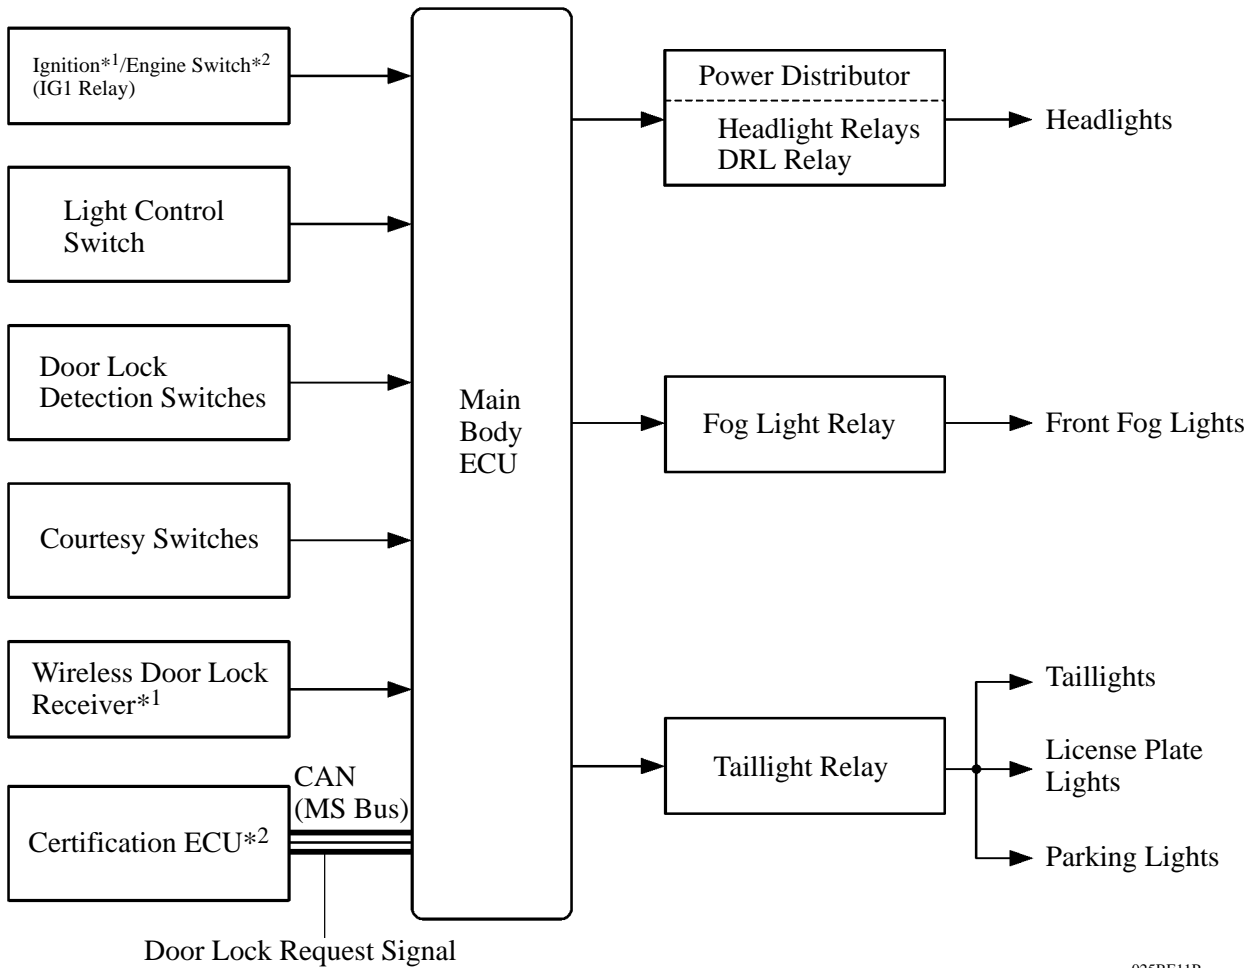 Ignition*1/Engine Switch*2
(IG1 Relay)
Light Control
Switch
Door Lock
Detection Switches
Courtesy Switches
Wireless Door Lock
Receiver*1
CAN
(MS Bus)
Certification ECU*2
Door Lock Request Signal
Main
Body
ECU
Power Distributor
Headlight Relays
DRL Relay
Headlights
Fog Light Relay
Front Fog Lights
Taillight Relay
Taillights
License Plate
Lights
Parking Lights